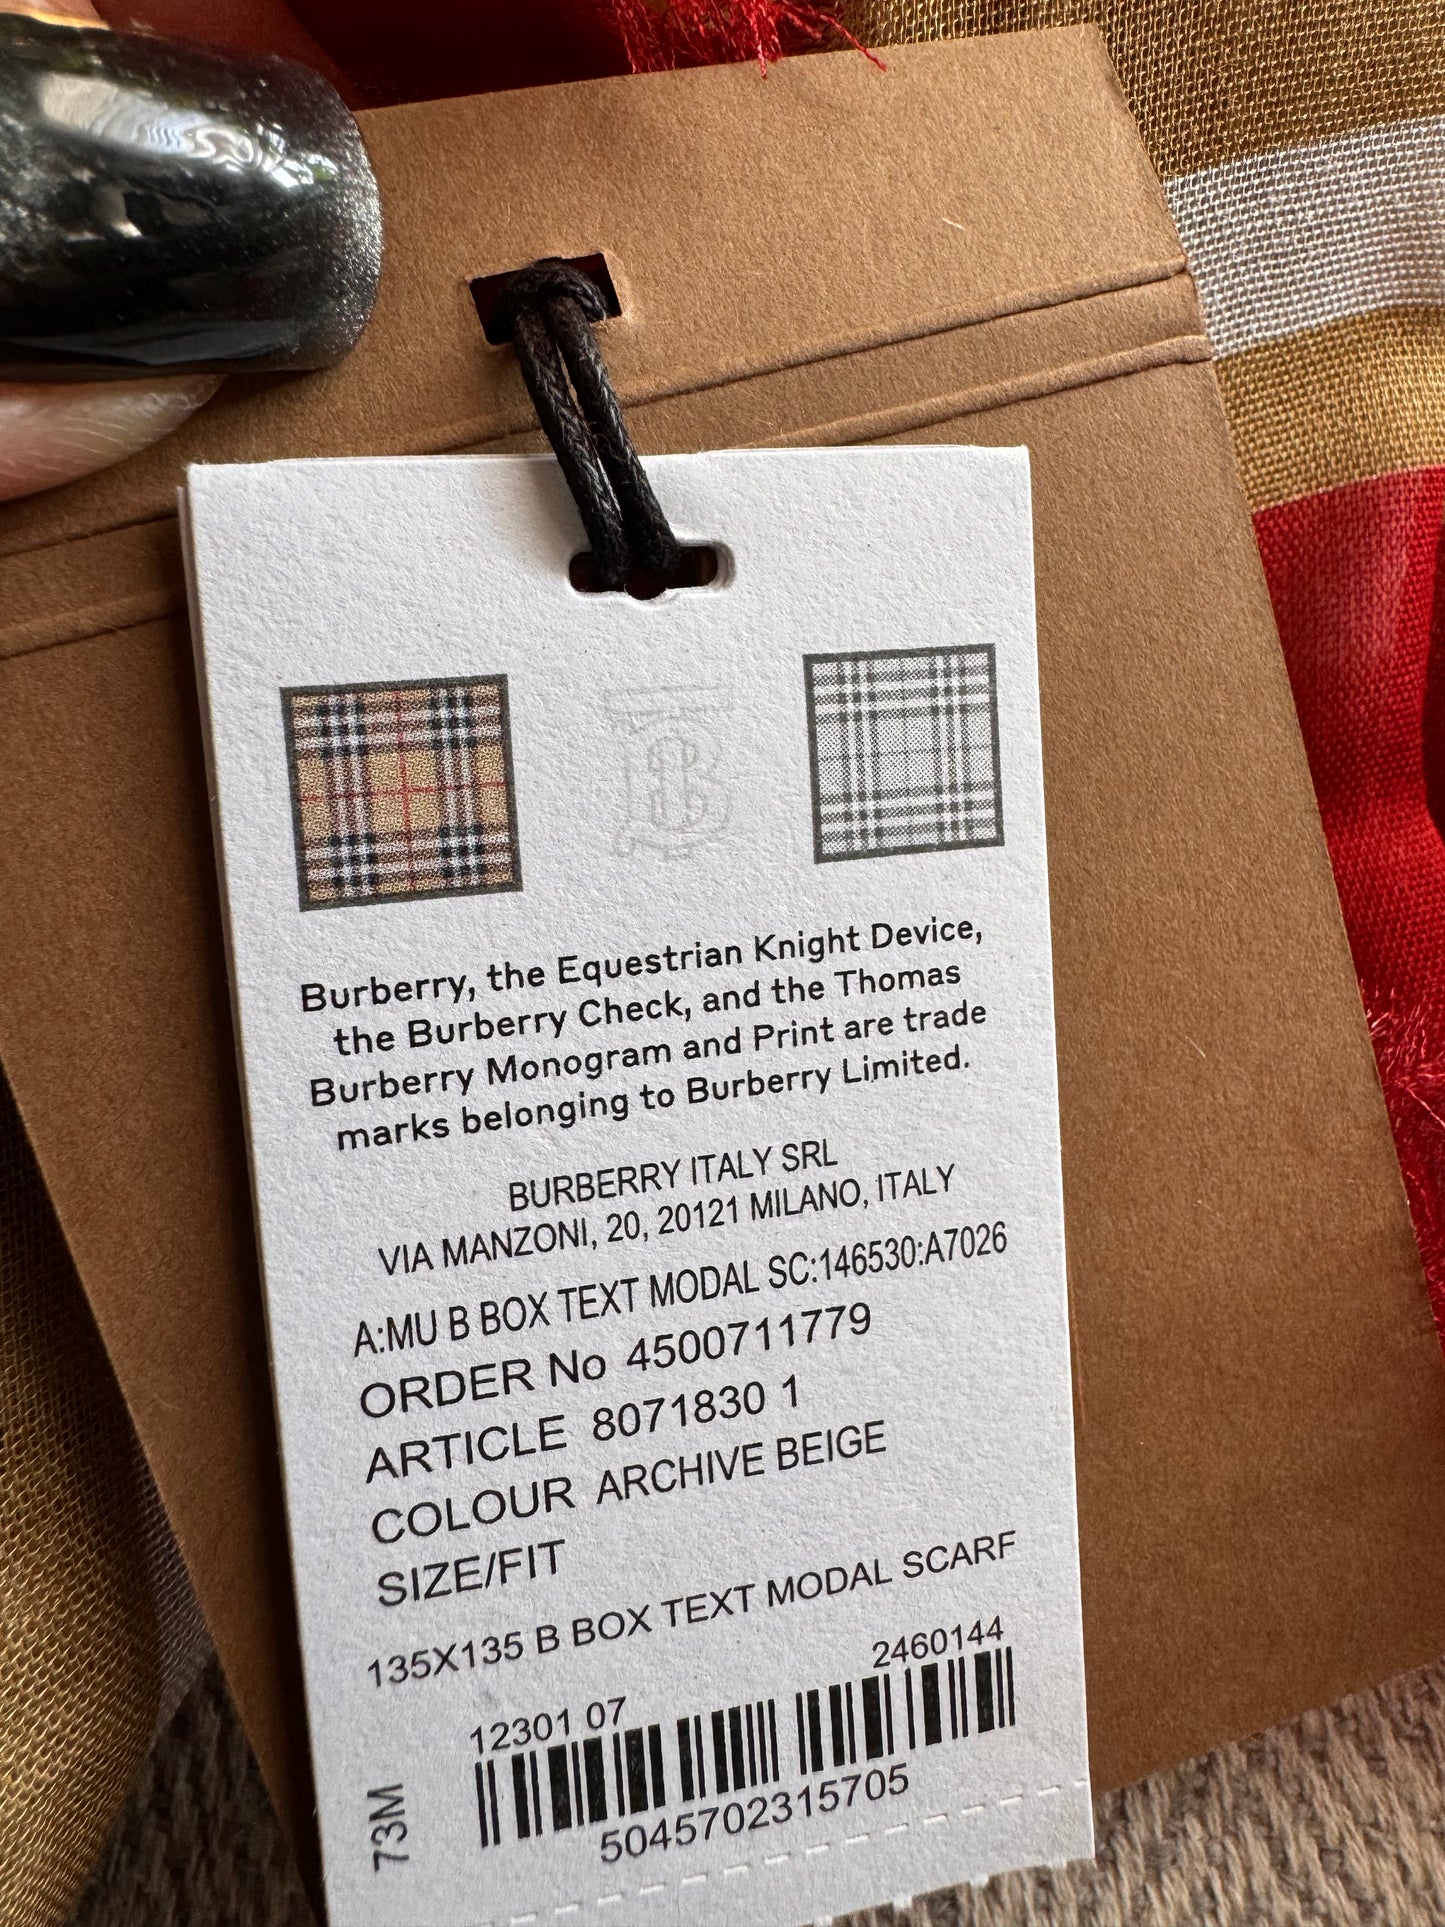 TB
Burberry, the Equestrian Knight Device,
the Burberry Check, and the Thomas
Burberry Monogram and Print are trade
marks belonging to Burberry Limited.
BURBERRY ITALY SRL
VIA MANZONI, 20, 20121 MILANO, ITALY
A:MU B BOX TEXT MODAL SC:146530:A7026
ORDER No 4500711779
ARTICLE 8071830 1
COLOUR ARCHIVE BEIGE
SIZE/FIT
135X135 B BOX TEXT MODAL SCARF
2460144
12301 07
5045702315705
73M